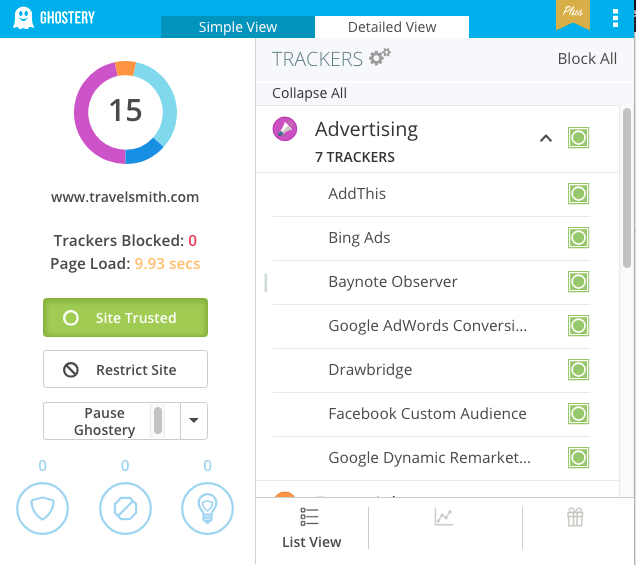 GHOSTERY
Simple View
Detailed View
Plus
15
www.travelsmith.com
Trackers Blocked: 0
Page Load: 9.93 secs
Site Trusted
Restrict Site
Pause
Ghostery
0
0
0
TRACKERS
Block All
Collapse All
Advertising
7 TRACKERS
AddThis
Bing Ads
Baynote Observer
Google AdWords Conversi...
Drawbridge
Facebook Custom Audience
Google Dynamic Remarket...
List View